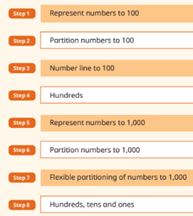 Step 1 Represent numbers to 100
Step 2 Partition numbers to 100
Step 3 Number line to 100
Step 4 Hundreds
Step 5 Represent numbers to 1,000
Step 6 Partition numbers to 1,000
Step 7 Flexible partitioning of numbers to 1,000
Step 8 Hundreds, tens and ones